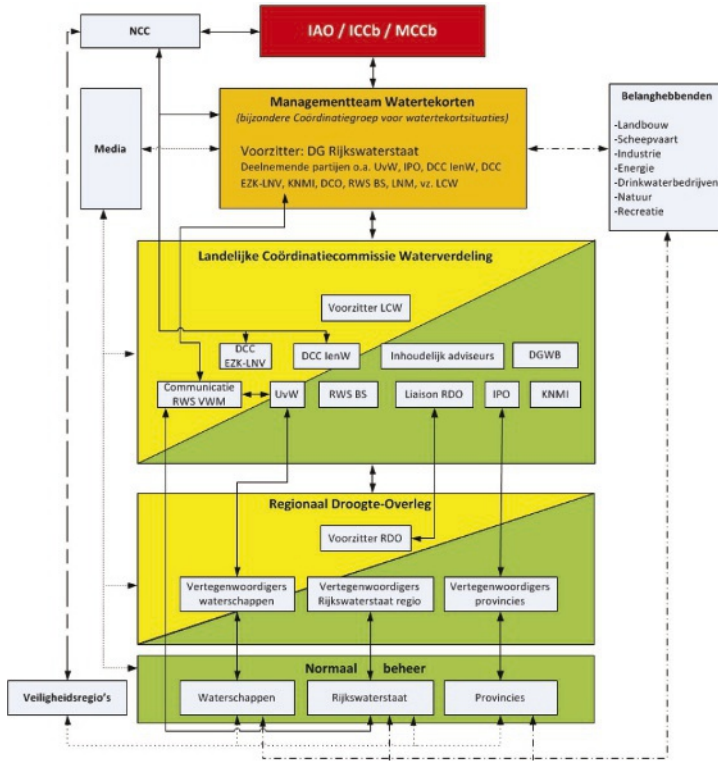 NCC
IAO / ICCb / MCCb
Managementteam Watertekorten
(bijzondere Coördinatiegroep voor watertekortsituaties)
Voorzitter: DG Rijkswaterstaat
Deelnemende partijen o.a. UvW, IPO, DCC IenW, DCC
EZK-LNV, KNMI, DCO, RWS BS, LNM, vz. LCW
Media
Belanghebbenden
-Landbouw
-Scheepvaart
-Industrie
-Energie
-Drinkwaterbedrijven
-Natuur
-Recreatie
Landelijke Coördinatiecommissie Waterverdeling
Voorzitter LCW
DCC
EZK-LNV
DCC IenW
Inhoudelijk adviseurs
DGWB
Communicatie
RWS VWM
UvW
RWS BS
Liaison RDO
IPO
KNMI
Regionaal Droogte-Overleg
Voorzitter RDO
Vertegenwoordigers
waterschappen
Vertegenwoordigers
Rijkswaterstaat regio
Vertegenwoordigers
provincies
Normaal beheer
Veiligheidsregio's
Waterschappen
Rijkswaterstaat
Provincies